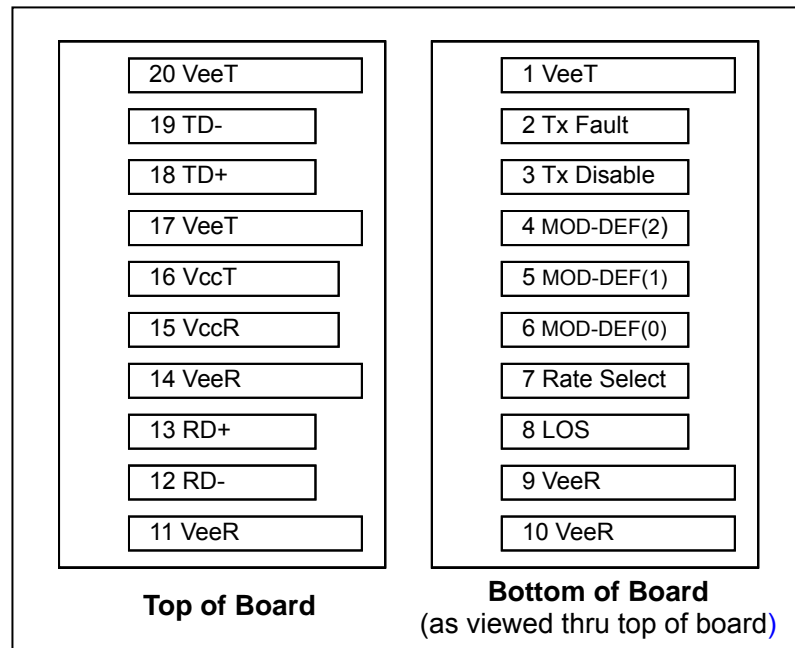 20 VeeT
19 TD-
18 TD+
17 VeeT
16 VccT
15 VccR
14 VeeR
13 RD+
12 RD-
11 VeeR
Top of Board
1 VeeT
2 Tx Fault
3 Tx Disable
4 MOD-DEF(2)
5 MOD-DEF(1)
6 MOD-DEF(0)
7 Rate Select
8 LOS
9 VeeR
10 VeeR
Bottom of Board
(as viewed thru top of board)